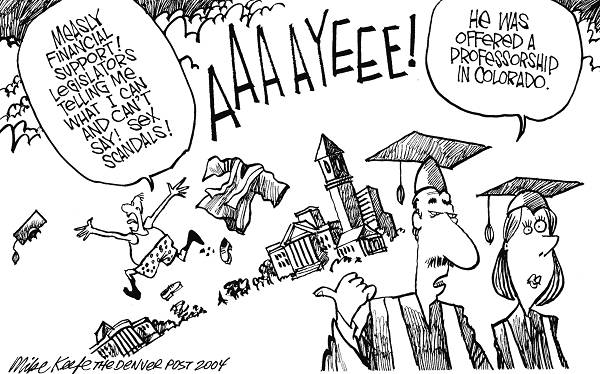 MEASLY
FINANCIAL
SUPPORT!
LEGISLATORS
TELLING ME
WHAT I CAN
AND CAN'T
SAY! SEX
SCANDALS!
AAAAYEEE!
HE WAS
OFFERED A
PROFESSORSHIP
IN COLORADO.
MIKE KEEFE THE DENVER POST 2004